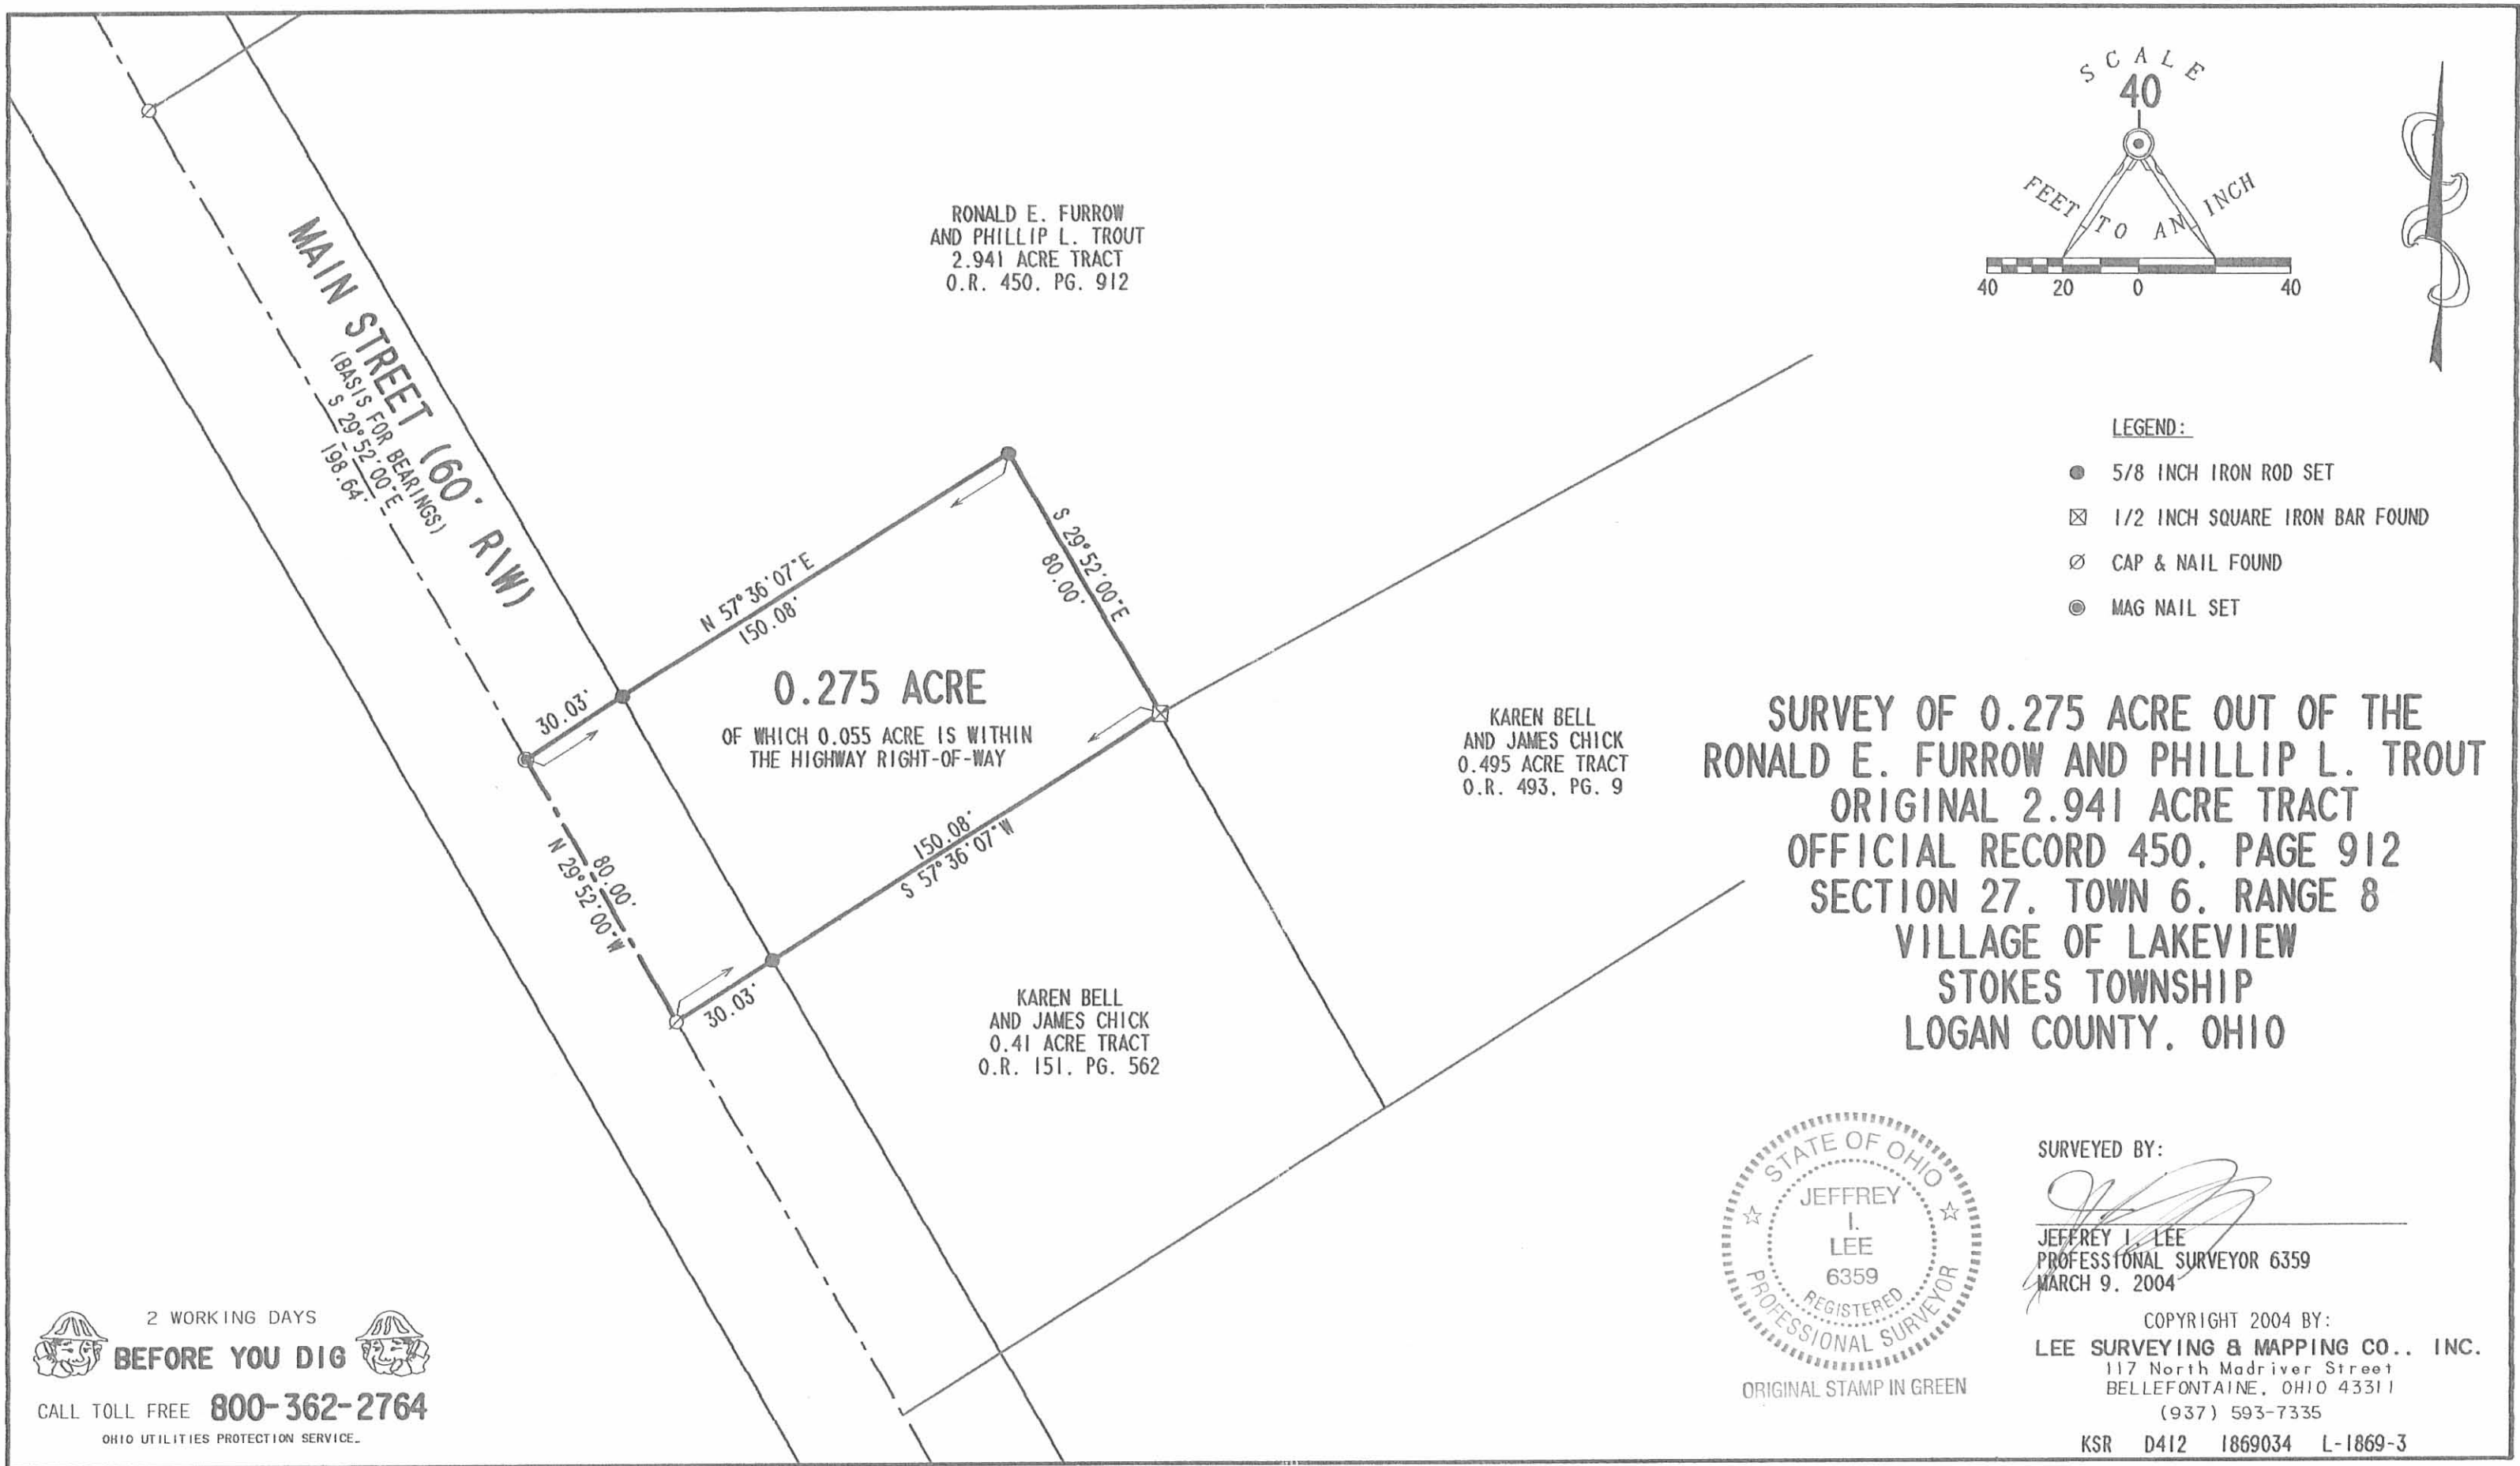 SCALE
40
FEET TO AN INCH
40 20 0 40
RONALD E. FURROW
AND PHILLIP L. TROUT
2.941 ACRE TRACT
O.R. 450, PG. 912
MAIN STREET (60' R\W)
(BASIS FOR BEARINGS)
S 29°52'00"E
198.64'
LEGEND:
5/8 INCH IRON ROD SET
1/2 INCH SQUARE IRON BAR FOUND
CAP & NAIL FOUND
MAG NAIL SET
S 29°52'00"E
80.00'
N 57°36'07"E
150.08'
30.03'
0.275 ACRE
OF WHICH 0.055 ACRE IS WITHIN
THE HIGHWAY RIGHT-OF-WAY
80.00'
N 29°52'00"W
150.08'
S 57°36'07"W
30.03'
KAREN BELL
AND JAMES CHICK
0.495 ACRE TRACT
O.R. 493, PG. 9
KAREN BELL
AND JAMES CHICK
0.41 ACRE TRACT
O.R. 151, PG. 562
SURVEY OF 0.275 ACRE OUT OF THE
RONALD E. FURROW AND PHILLIP L. TROUT
ORIGINAL 2.941 ACRE TRACT
OFFICIAL RECORD 450, PAGE 912
SECTION 27, TOWN 6, RANGE 8
VILLAGE OF LAKEVIEW
STOKES TOWNSHIP
LOGAN COUNTY, OHIO
STATE OF OHIO
JEFFREY
I.
LEE
6359
REGISTERED
PROFESSIONAL SURVEYOR
ORIGINAL STAMP IN GREEN
SURVEYED BY:
JEFFREY I. LEE
PROFESSIONAL SURVEYOR 6359
MARCH 9, 2004
COPYRIGHT 2004 BY:
LEE SURVEYING & MAPPING CO., INC.
117 North Madriver Street
BELLEFONTAINE, OHIO 43311
(937) 593-7335
KSR D412 1869034 L-1869-3
2 WORKING DAYS
BEFORE YOU DIG
CALL TOLL FREE 800-362-2764
OHIO UTILITIES PROTECTION SERVICE.